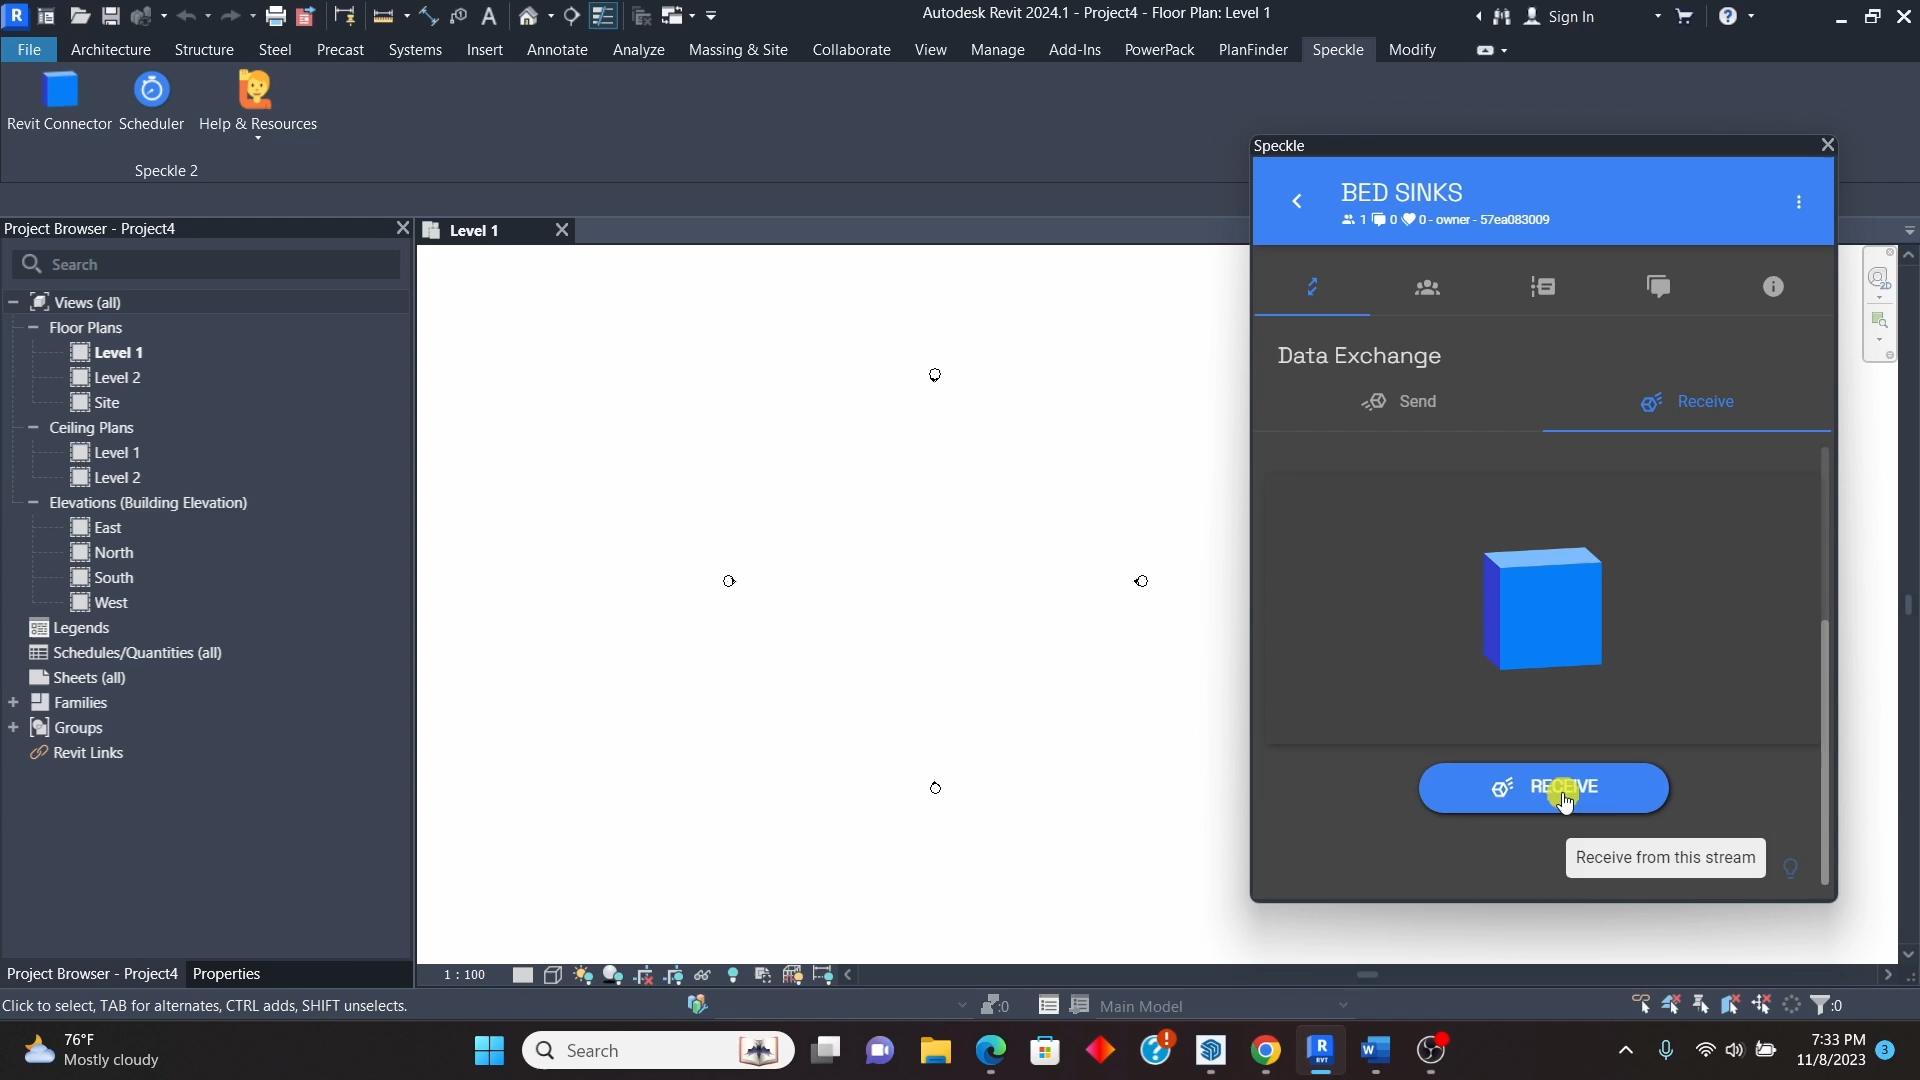 Autodesk Revit 2024.1 - Project4 - Floor Plan: Level 1
Sign In
File Architecture Structure Steel Precast Systems Insert Annotate Analyze Massing & Site Collaborate View Manage Add-Ins PowerPack PlanFinder Speckle Modify
Revit Connector Scheduler Help & Resources
Speckle 2
Speckle
BED SINKS
1 0 0 - owner - 57ea083009
Project Browser - Project4
Level 1
Search
Views (all)
Floor Plans
Level 1
Level 2
Site
Ceiling Plans
Level 1
Level 2
Elevations (Building Elevation)
East
North
South
West
Legends
Schedules/Quantities (all)
Sheets (all)
Families
Groups
Revit Links
2D
Data Exchange
Send Receive
RECEIVE
Receive from this stream
Project Browser - Project4 Properties
1 : 100
Click to select, TAB for alternates, CTRL adds, SHIFT unselects.
:0
Main Model
:0
76°F
Mostly cloudy
Search
R
RVT
7:33 PM
11/8/2023
3